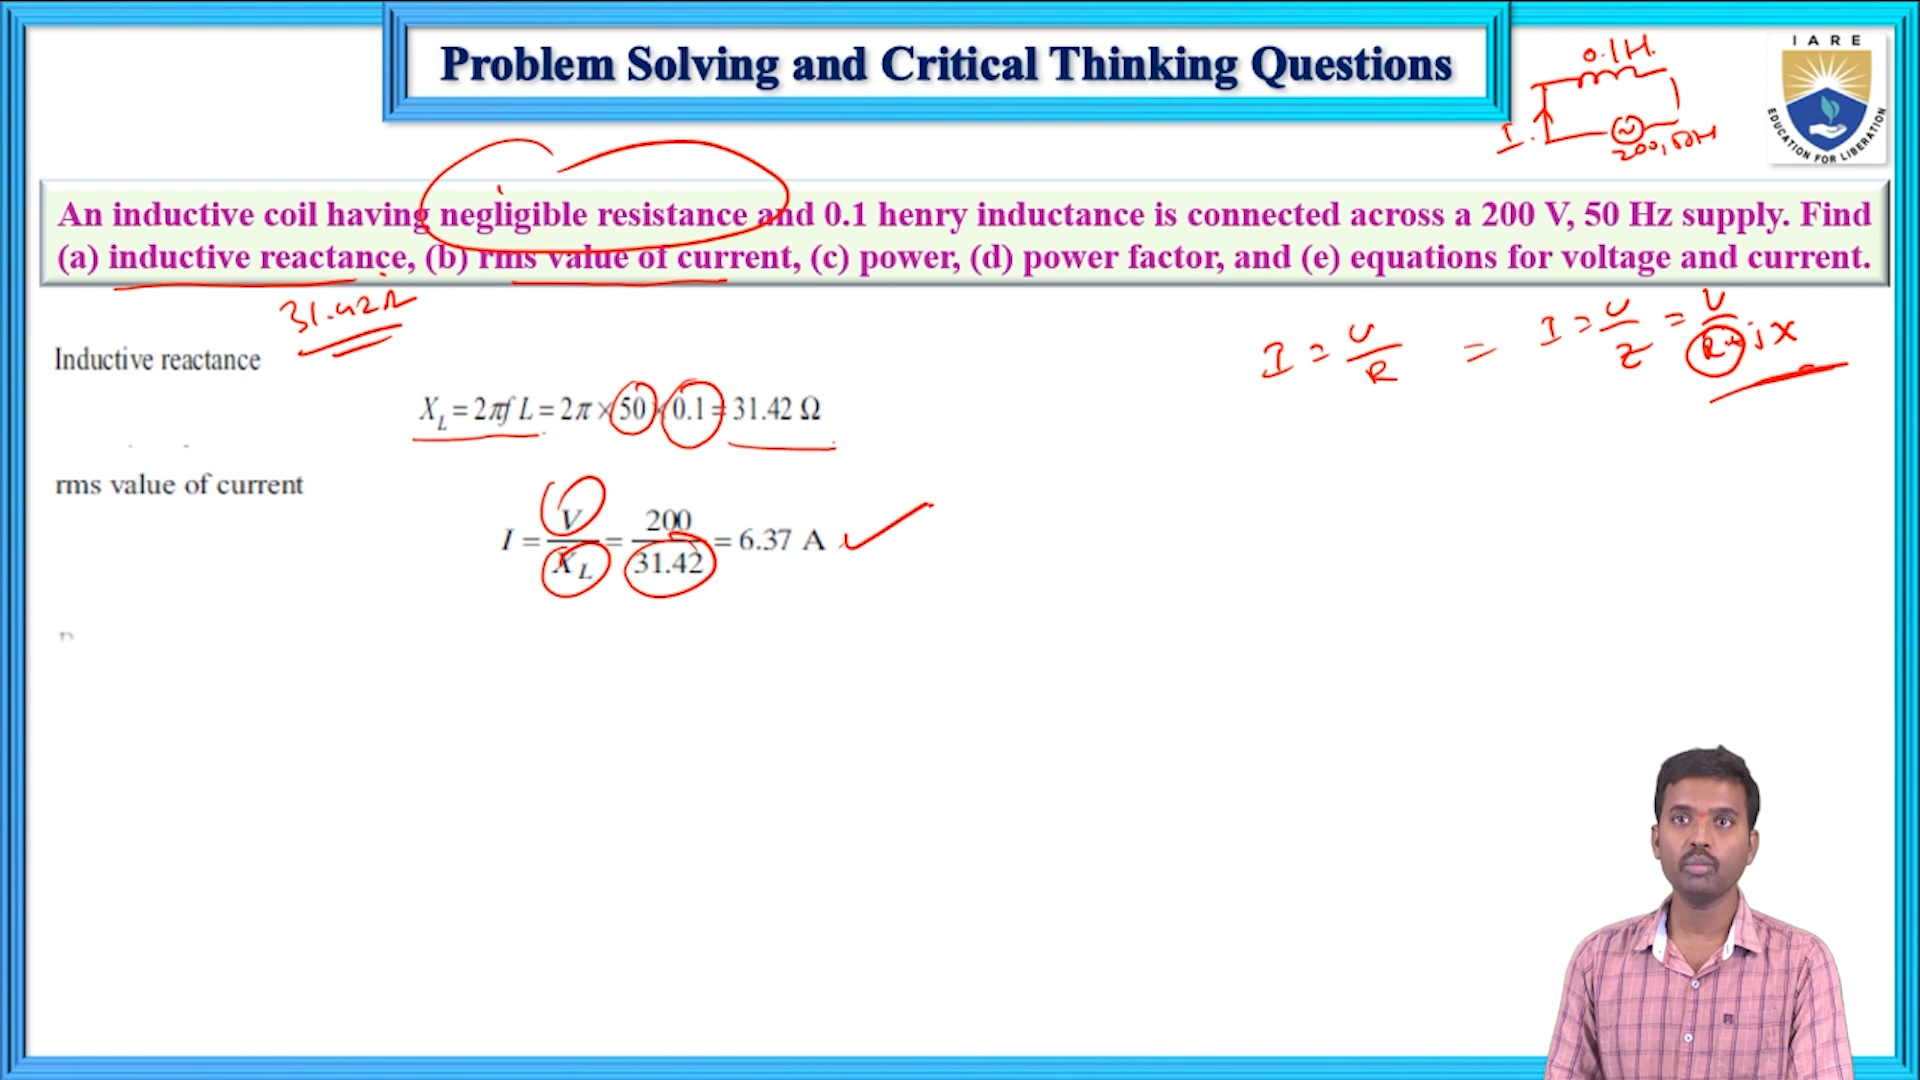 Problem Solving and Critical Thinking Questions
0.1H.
I.
200, 50H
IARE
EDUCATION FOR LIBERATION
An inductive coil having negligible resistance and 0.1 henry inductance is connected across a 200 V, 50 Hz supply. Find
(a) inductive reactance, (b) rms value of current, (c) power, (d) power factor, and (e) equations for voltage and current.
31.42Ω
I = V/R = I = V/Z = V/R+jX
Inductive reactance
X_L = 2πf L = 2π × 50 × 0.1 = 31.42 Ω
rms value of current
I = V/X_L = 200/31.42 = 6.37 A